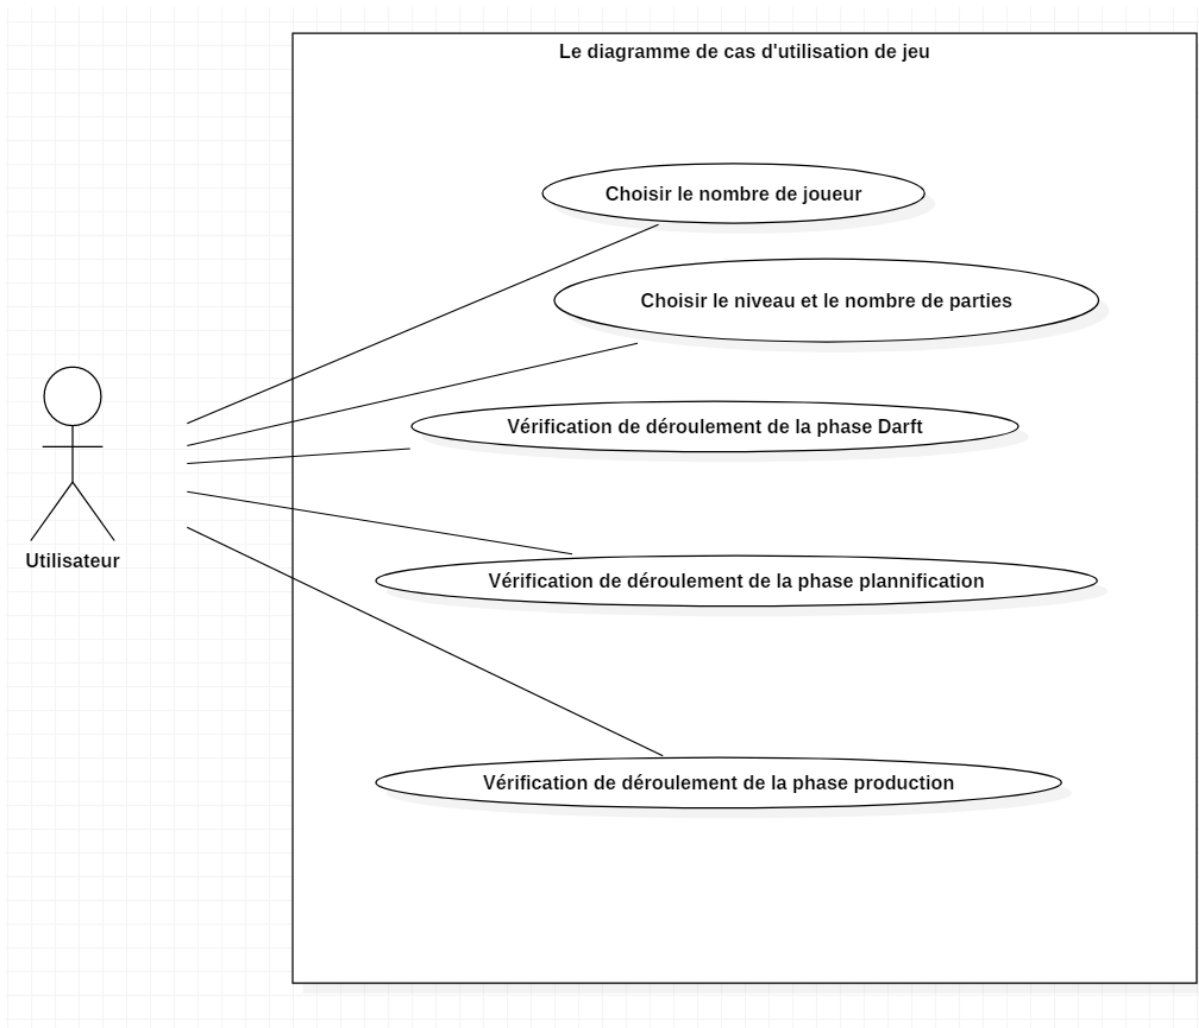 Le diagramme de cas d'utilisation de jeu
Choisir le nombre de joueur
Choisir le niveau et le nombre de parties
Vérification de déroulement de la phase Darft
Utilisateur
Vérification de déroulement de la phase plannification
Vérification de déroulement de la phase production